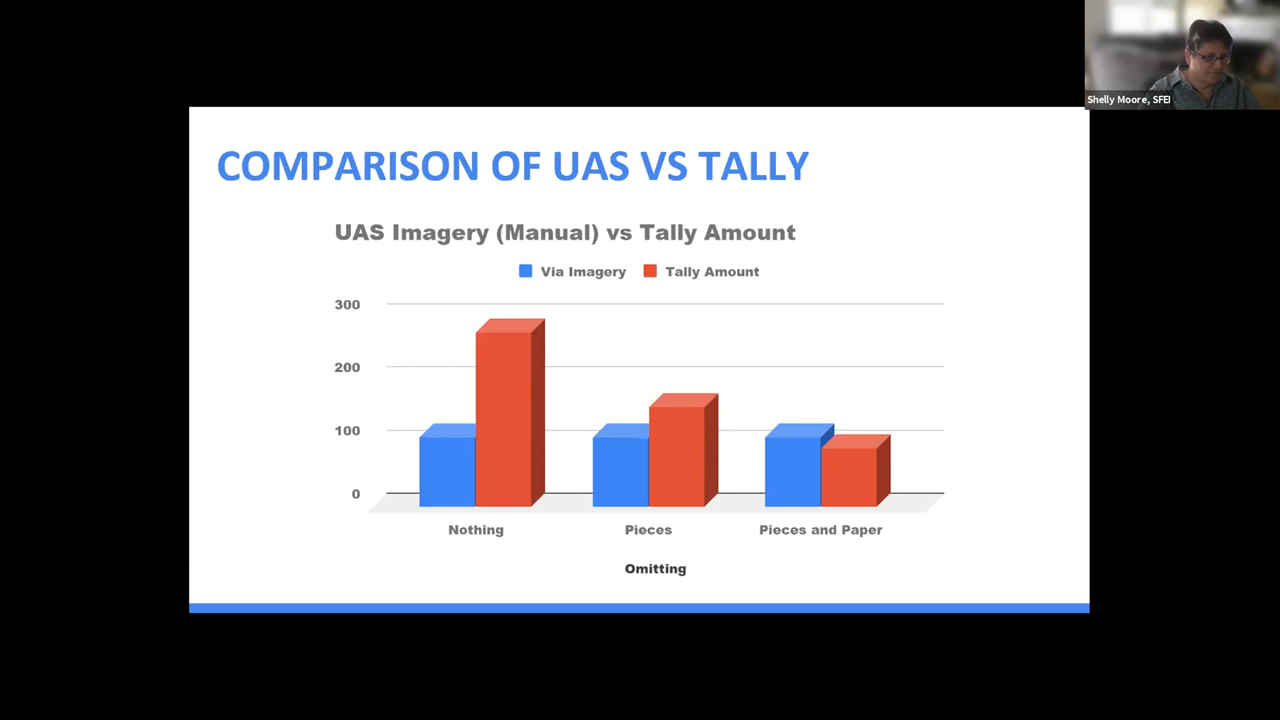 Shelly Moore, SFEI
COMPARISON OF UAS VS TALLY
UAS Imagery (Manual) vs Tally Amount
Via Imagery Tally Amount
300
200
100
0
Nothing Pieces Pieces and Paper
Omitting